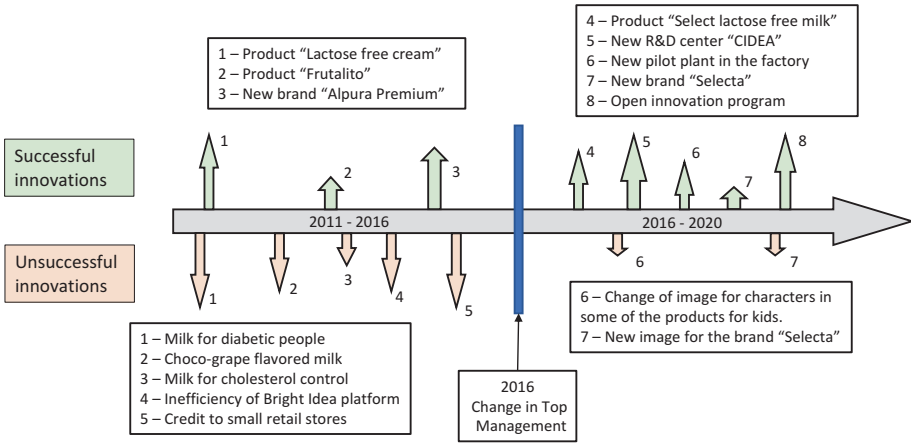 1 – Product “Lactose free cream”
2 – Product “Frutalito”
3 – New brand “Alpura Premium”
4 – Product “Select lactose free milk”
5 – New R&D center “CIDEA”
6 – New pilot plant in the factory
7 – New brand “Selecta”
8 – Open innovation program
Successful
innovations
1
2
3
4
5
6
7
8
2011 - 2016
2016 - 2020
Unsuccessful
innovations
1
2
3
4
5
6
7
1 – Milk for diabetic people
2 – Choco-grape flavored milk
3 – Milk for cholesterol control
4 – Inefficiency of Bright Idea platform
5 – Credit to small retail stores
6 – Change of image for characters in
some of the products for kids.
7 – New image for the brand “Selecta”
2016
Change in Top
Management